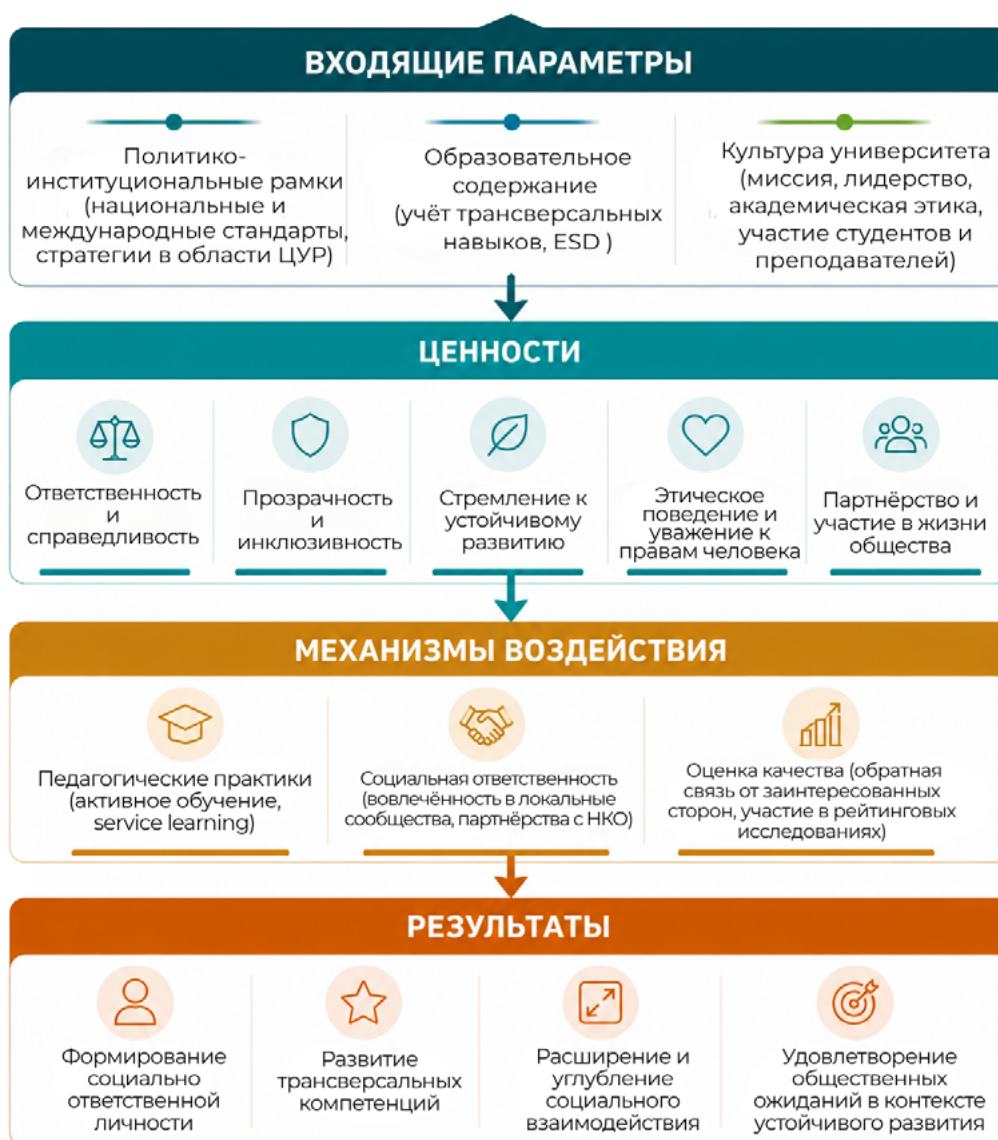 ВХОДЯЩИЕ ПАРАМЕТРЫ
Политико-
институциональные рамки
(национальные и
международные стандарты,
стратегии в области ЦУР)
Образовательное
содержание
(учёт трансверсальных
навыков, ESD )
Культура университета
(миссия, лидерство,
академическая этика,
участие студентов и
преподавателей)
ЦЕННОСТИ
Ответственность
и
справедливость
Прозрачность
и
инклюзивность
Стремление к
устойчивому
развитию
Этическое
поведение и
уважение к
правам человека
Партнёрство и
участие в жизни
общества
МЕХАНИЗМЫ ВОЗДЕЙСТВИЯ
Педагогические практики
(активное обучение,
service learning)
Социальная ответственность
(вовлечённость в локальные
сообщества, партнёрства с НКО)
Оценка качества (обратная
связь от заинтересованных
сторон, участие в рейтинговых
исследованиях)
РЕЗУЛЬТАТЫ
Формирование
социально
ответственной
личности
Развитие
трансверсальных
компетенций
Расширение и
углубление
социального
взаимодействия
Удовлетворение
общественных
ожиданий в контексте
устойчивого развития